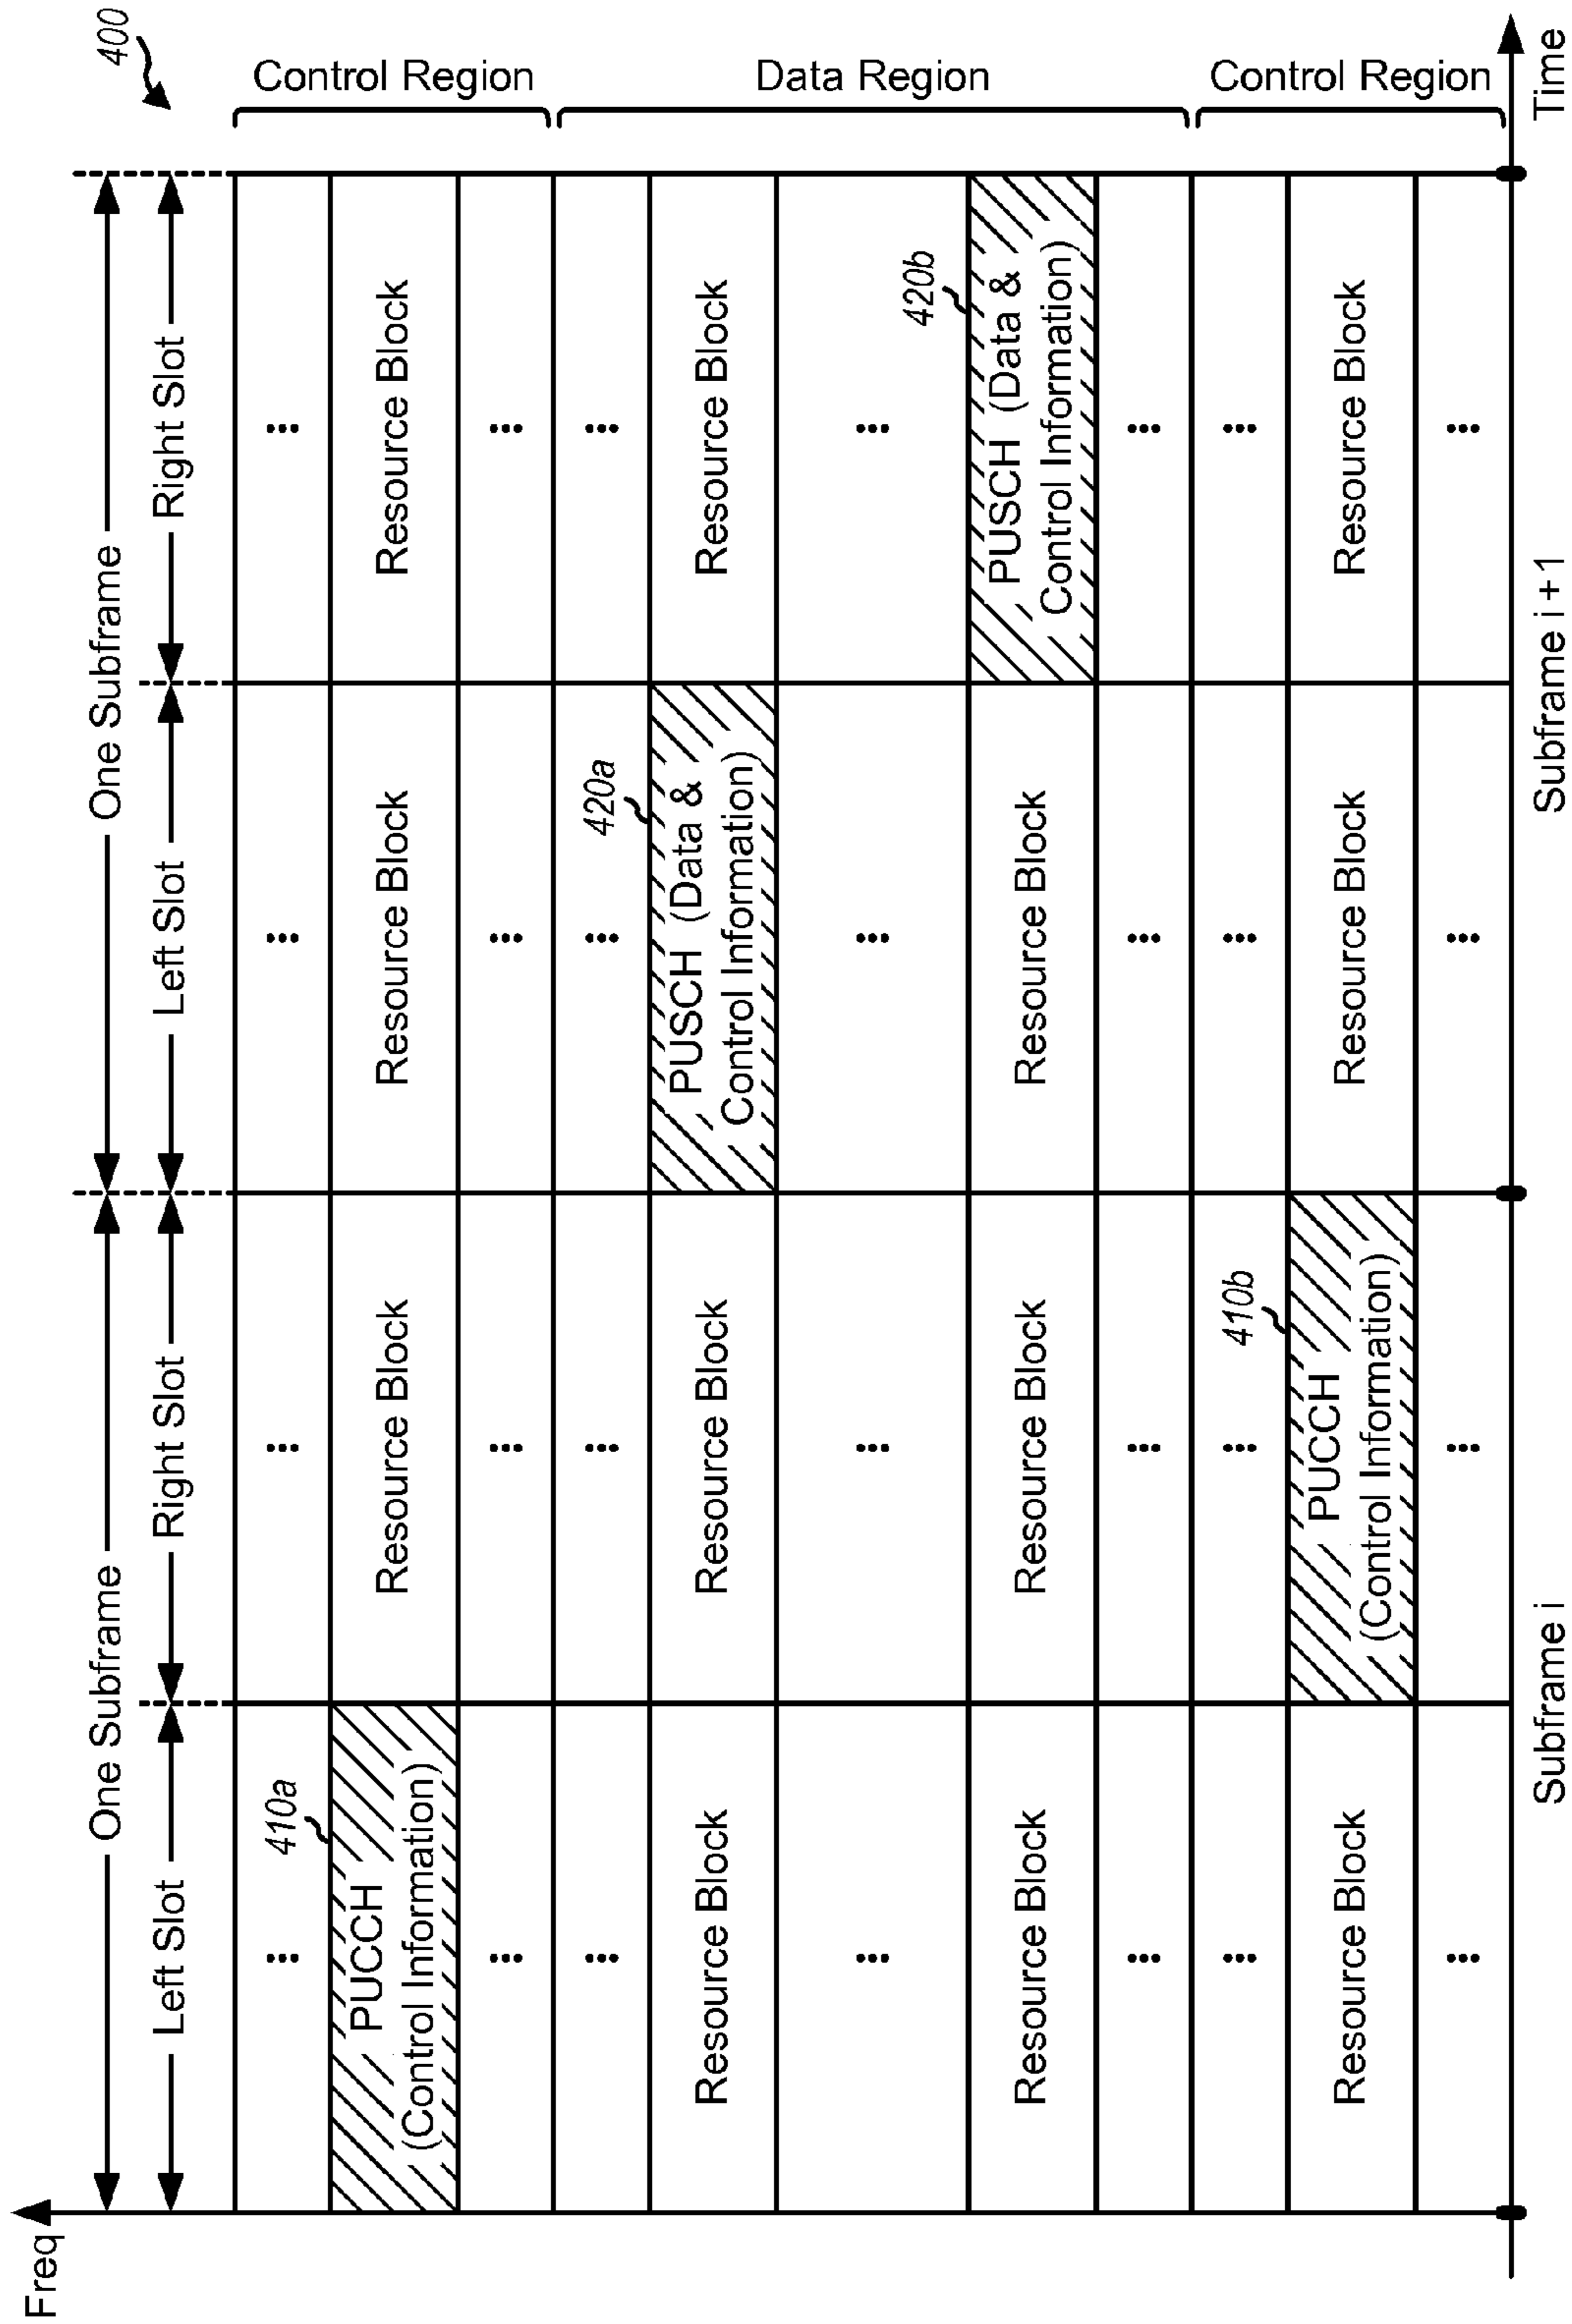 Freq
400
One Subframe
One Subframe
Left Slot
Right Slot
Left Slot
Right Slot
Control Region
410a
PUCCH
(Control Information)
Resource Block
Resource Block
Resource Block
Data Region
420a
Resource Block
Resource Block
PUSCH (Data &
Control Information)
Resource Block
420b
Resource Block
Resource Block
Resource Block
PUSCH (Data &
Control Information)
Control Region
410b
Resource Block
PUCCH
(Control Information)
Resource Block
Resource Block
Subframe i
Subframe i + 1
Time